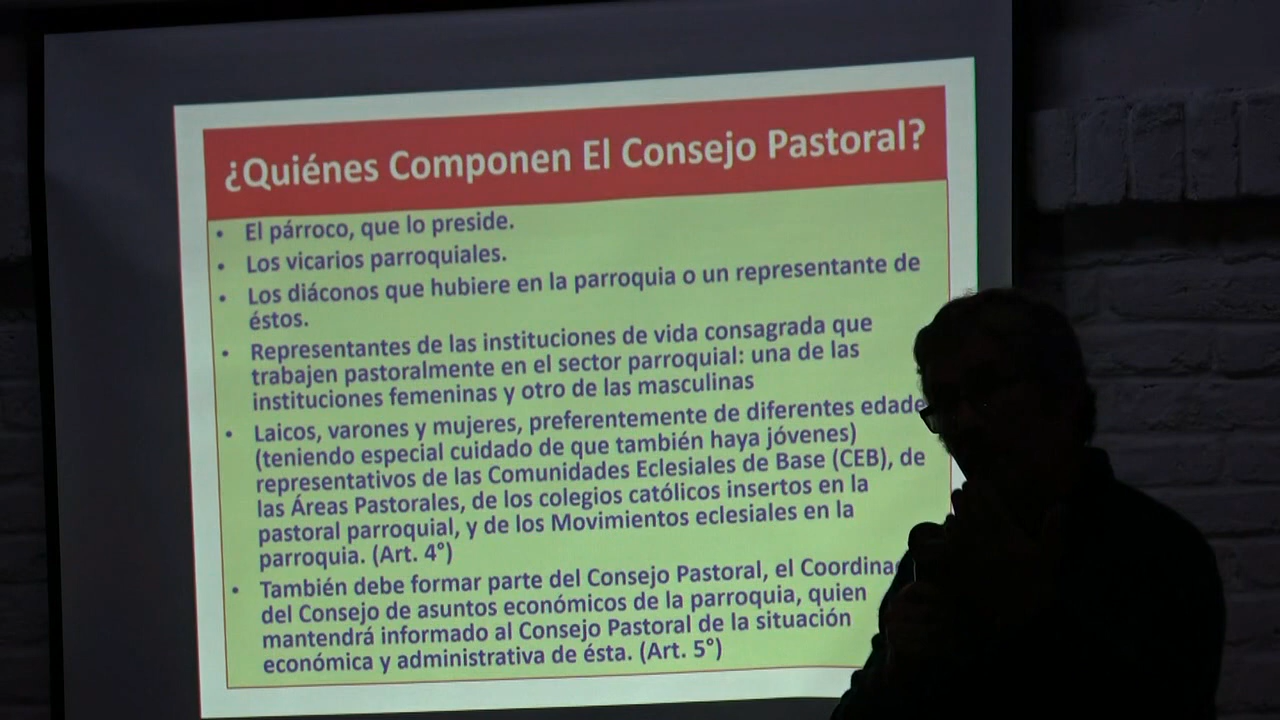 ¿Quiénes Componen El Consejo Pastoral?
• El párroco, que lo preside.
• Los vicarios parroquiales.
• Los diáconos que hubiere en la parroquia o un representante de
éstos.
• Representantes de las instituciones de vida consagrada que
trabajen pastoralmente en el sector parroquial: una de las
instituciones femeninas y otro de las masculinas
• Laicos, varones y mujeres, preferentemente de diferentes edade
(teniendo especial cuidado de que también haya jóvenes)
representativos de las Comunidades Eclesiales de Base (CEB), de
las Áreas Pastorales, de los colegios católicos insertos en la
pastoral parroquial, y de los Movimientos eclesiales en la
parroquia. (Art. 4°)
• También debe formar parte del Consejo Pastoral, el Coordina
del Consejo de asuntos económicos de la parroquia, quien
mantendrá informado al Consejo Pastoral de la situación
económica y administrativa de ésta. (Art. 5°)